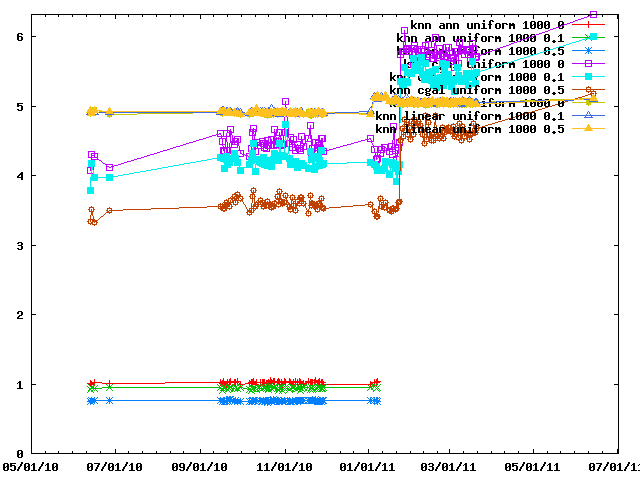 6
5
4
3
2
1
0
knn ann uniform 1000 0
knn ann uniform 1000 0.1
uniform 1000 0.5
uniform 1000 0
knn uniform 1000 0.1
knn cgal uniform 1000 0.5
uniform 1000 0
knn linear uniform 1000 0.1
knn linear uniform 1000 0.5
05/01/10 07/01/10 09/01/10 11/01/10 01/01/11 03/01/11 05/01/11 07/01/11